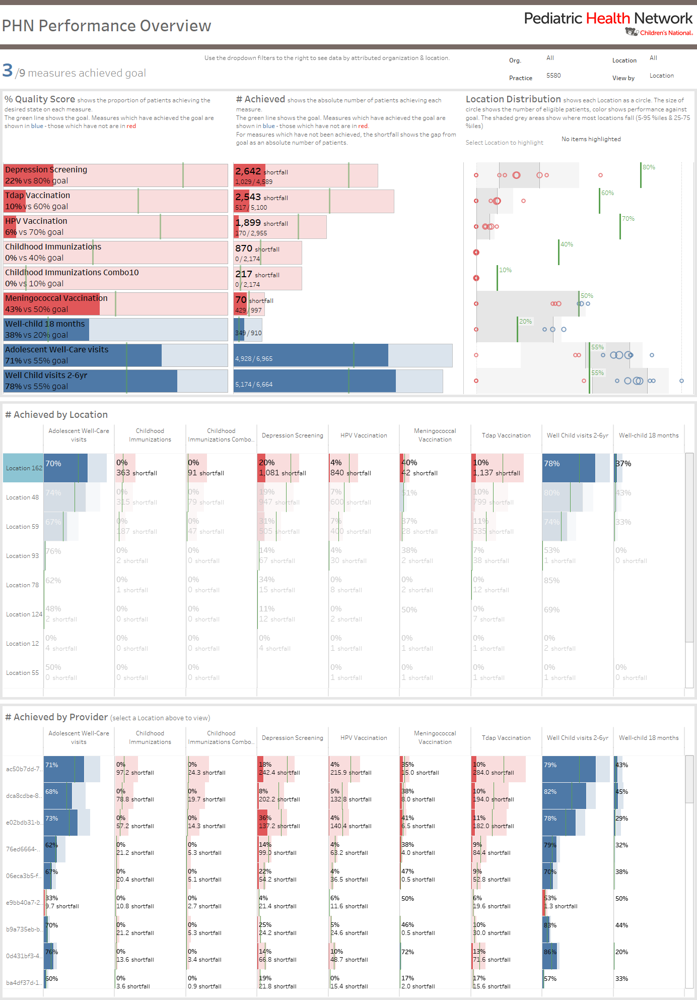 PHN Performance Overview
Pediatric Health Network
Children's National.
Use the dropdown filters to the right to see data by attributed organization & location.
Org.
All
Location
All
3/9 measures achieved goal
Practice
5580
View by
Location
% Quality Score shows the proportion of patients achieving the
desired state on each measure.
The green line shows the goal. Measures which have achieved the goal are
shown in blue - those which have not are in red
# Achieved shows the absolute number of patients achieving each
measure.
The green line shows the goal. Measures which have achieved the goal are
shown in blue - those which have not are in red.
For measures which have not been achieved, the shortfall shows the gap from
goal as an absolute number of patients.
Location Distribution shows each Location as a circle. The size of
circle shows the number of eligible patients, color shows performance against
goal. The shaded grey areas show where most locations fall (5-95 %iles & 25-75
%iles)
Select Location to highlight
No items highlighted
Depression Screening
22% vs 80% goal
2,642 shortfall
1,029 / 4,589
80%
Tdap Vaccination
10% vs 60% goal
2,543 shortfall
517 / 5,100
60%
HPV Vaccination
6% vs 70% goal
1,899 shortfall
170 / 2,955
70%
Childhood Immunizations
0% vs 40% goal
870 shortfall
0 / 2,174
40%
Childhood Immunizations Combo10
0% vs 10% goal
217 shortfall
0 / 2,174
10%
Meningococcal Vaccination
43% vs 50% goal
70 shortfall
429 / 997
50%
Well-child 18 months
38% vs 20% goal
349 / 910
20%
Adolescent Well-Care visits
71% vs 55% goal
4,928 / 6,965
55%
Well Child visits 2-6yr
78% vs 55% goal
5,174 / 6,664
55%
# Achieved by Location
Adolescent Well-Care visits
Childhood Immunizations
Childhood Immunizations Combo..
Depression Screening
HPV Vaccination
Meningococcal Vaccination
Tdap Vaccination
Well Child visits 2-6yr
Well-child 18 months
Location 162
70% 0% 0% 20% 4% 40% 10% 78% 37%
363 shortfall 91 shortfall 1,081 shortfall 840 shortfall 42 shortfall 1,137 shortfall
Location 48
74% 0% 0% 19% 7% 51% 10% 80% 43%
315 shortfall 79 shortfall 947 shortfall 600 shortfall 799 shortfall
Location 59
67% 0% 0% 31% 7% 37% 11% 74% 33%
187 shortfall 47 shortfall 505 shortfall 400 shortfall 28 shortfall 535 shortfall
Location 93
76% 0% 0% 14% 4% 38% 7% 53% 0%
2 shortfall 0 shortfall 67 shortfall 30 shortfall 2 shortfall 38 shortfall 1 shortfall 0 shortfall
Location 78
62% 0% 0% 34% 0% 0% 0% 85%
1 shortfall 0 shortfall 15 shortfall 8 shortfall 2 shortfall 12 shortfall
Location 124
48% 0% 0% 11% 0% 50% 0% 69%
2 shortfall 0 shortfall 0 shortfall 12 shortfall 2 shortfall 7 shortfall
Location 12
0% 0% 0% 0% 0% 0% 0% 0%
4 shortfall 0 shortfall 0 shortfall 4 shortfall 1 shortfall 1 shortfall 1 shortfall 2 shortfall
Location 55
50% 0% 0% 0% 0% 0% 0% 0%
0 shortfall 0 shortfall 0 shortfall 1 shortfall 1 shortfall 1 shortfall 1 shortfall 0 shortfall
# Achieved by Provider (select a Location above to view)
Adolescent Well-Care visits
Childhood Immunizations
Childhood Immunizations Combo..
Depression Screening
HPV Vaccination
Meningococcal Vaccination
Tdap Vaccination
Well Child visits 2-6yr
Well-child 18 months
ac50b7dd-7..
71% 0% 0% 18% 4% 35% 10% 79% 43%
97.2 shortfall 24.3 shortfall 242.4 shortfall 215.9 shortfall 15.0 shortfall 284.0 shortfall
dca8cdbe-8..
68% 0% 0% 8% 5% 38% 10% 82% 45%
78.8 shortfall 19.7 shortfall 202.2 shortfall 132.8 shortfall 8.0 shortfall 194.0 shortfall
e02bdb31-b..
73% 0% 0% 36% 4% 41% 11% 78% 29%
57.2 shortfall 14.3 shortfall 137.2 shortfall 140.4 shortfall 6.5 shortfall 182.0 shortfall
76ed6664-..
62% 0% 0% 14% 4% 38% 9% 79% 32%
21.2 shortfall 5.3 shortfall 99.0 shortfall 63.2 shortfall 4.0 shortfall 84.4 shortfall
06eca3b5-f..
67% 0% 0% 22% 4% 47% 9% 70% 38%
20.4 shortfall 5.1 shortfall 54.2 shortfall 36.5 shortfall 0.5 shortfall 52.8 shortfall
e9bb40a7-2..
33% 0% 0% 4% 6% 50% 6% 53% 50%
9.7 shortfall 10.8 shortfall 2.7 shortfall 21.4 shortfall 11.6 shortfall 19.6 shortfall 1.3 shortfall
b9a735eb-b..
70% 0% 0% 25% 5% 46% 10% 83% 44%
21.2 shortfall 5.3 shortfall 24.2 shortfall 24.6 shortfall 0.5 shortfall 30.0 shortfall
0d431bf3-4..
76% 0% 0% 14% 10% 72% 13% 86% 20%
13.6 shortfall 3.4 shortfall 66.8 shortfall 48.7 shortfall 71.6 shortfall
ba4df37d-1..
60% 0% 0% 19% 0% 17% 17% 57% 33%
3.6 shortfall 0.9 shortfall 21.8 shortfall 15.4 shortfall 2.0 shortfall 15.6 shortfall